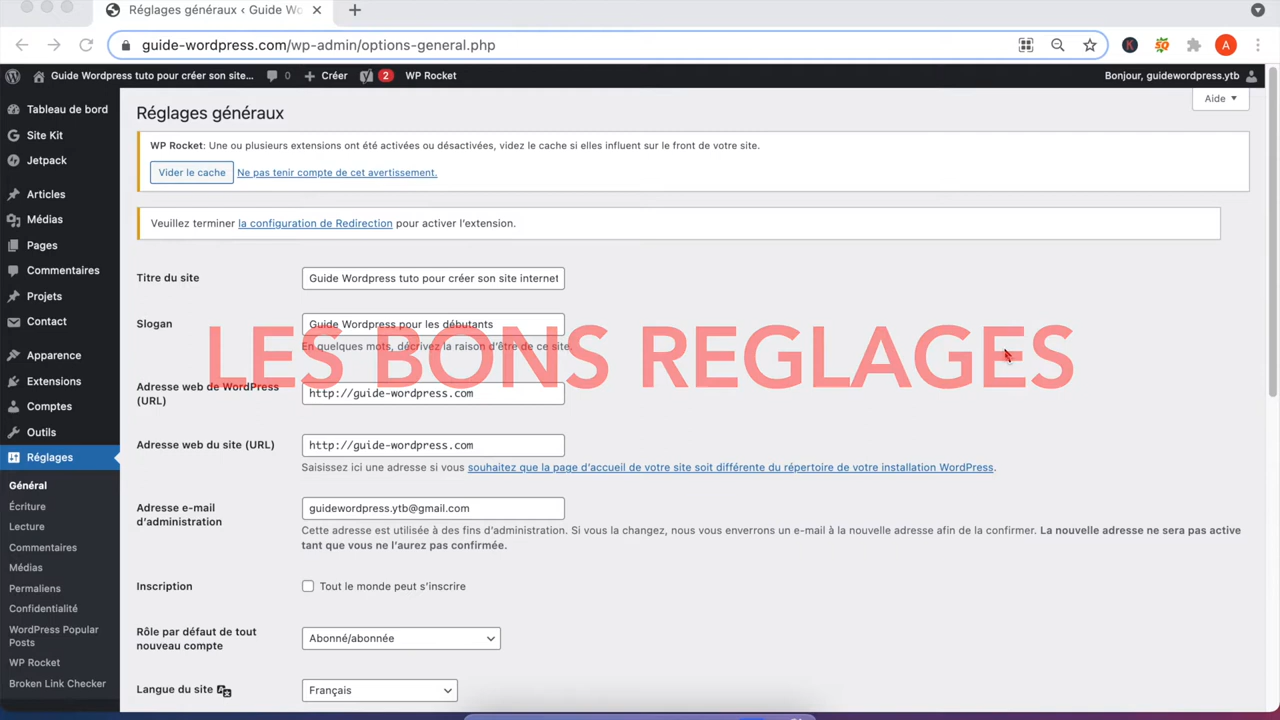 Réglages généraux ‹ Guide Wo
guide-wordpress.com/wp-admin/options-general.php
A
Guide Wordpress tuto pour créer son site... 0 Créer 2 WP Rocket Bonjour, guidewordpress.ytb
Tableau de bord
Site Kit
Jetpack
Articles
Médias
Pages
Commentaires
Projets
Contact
Apparence
Extensions
Comptes
Outils
Réglages
Général
Écriture
Lecture
Commentaires
Médias
Permaliens
Confidentialité
WordPress Popular
Posts
WP Rocket
Broken Link Checker
Aide
Réglages généraux
WP Rocket: Une ou plusieurs extensions ont été activées ou désactivées, videz le cache si elles influent sur le front de votre site.
Vider le cache Ne pas tenir compte de cet avertissement.
Veuillez terminer la configuration de Redirection pour activer l’extension.
Titre du site Guide Wordpress tuto pour créer son site internet
Slogan Guide Wordpress pour les débutants
En quelques mots, décrivez la raison d’être de ce site.
LES BONS REGLAGES
Adresse web de WordPress
(URL) http://guide-wordpress.com
Adresse web du site (URL) http://guide-wordpress.com
Saisissez ici une adresse si vous souhaitez que la page d’accueil de votre site soit différente du répertoire de votre installation WordPress.
Adresse e-mail
d’administration guidewordpress.ytb@gmail.com
Cette adresse est utilisée à des fins d’administration. Si vous la changez, nous vous enverrons un e-mail à la nouvelle adresse afin de la confirmer. La nouvelle adresse ne sera pas active
tant que vous ne l’aurez pas confirmée.
Inscription Tout le monde peut s’inscrire
Rôle par défaut de tout
nouveau compte Abonné/abonnée
Langue du site Français